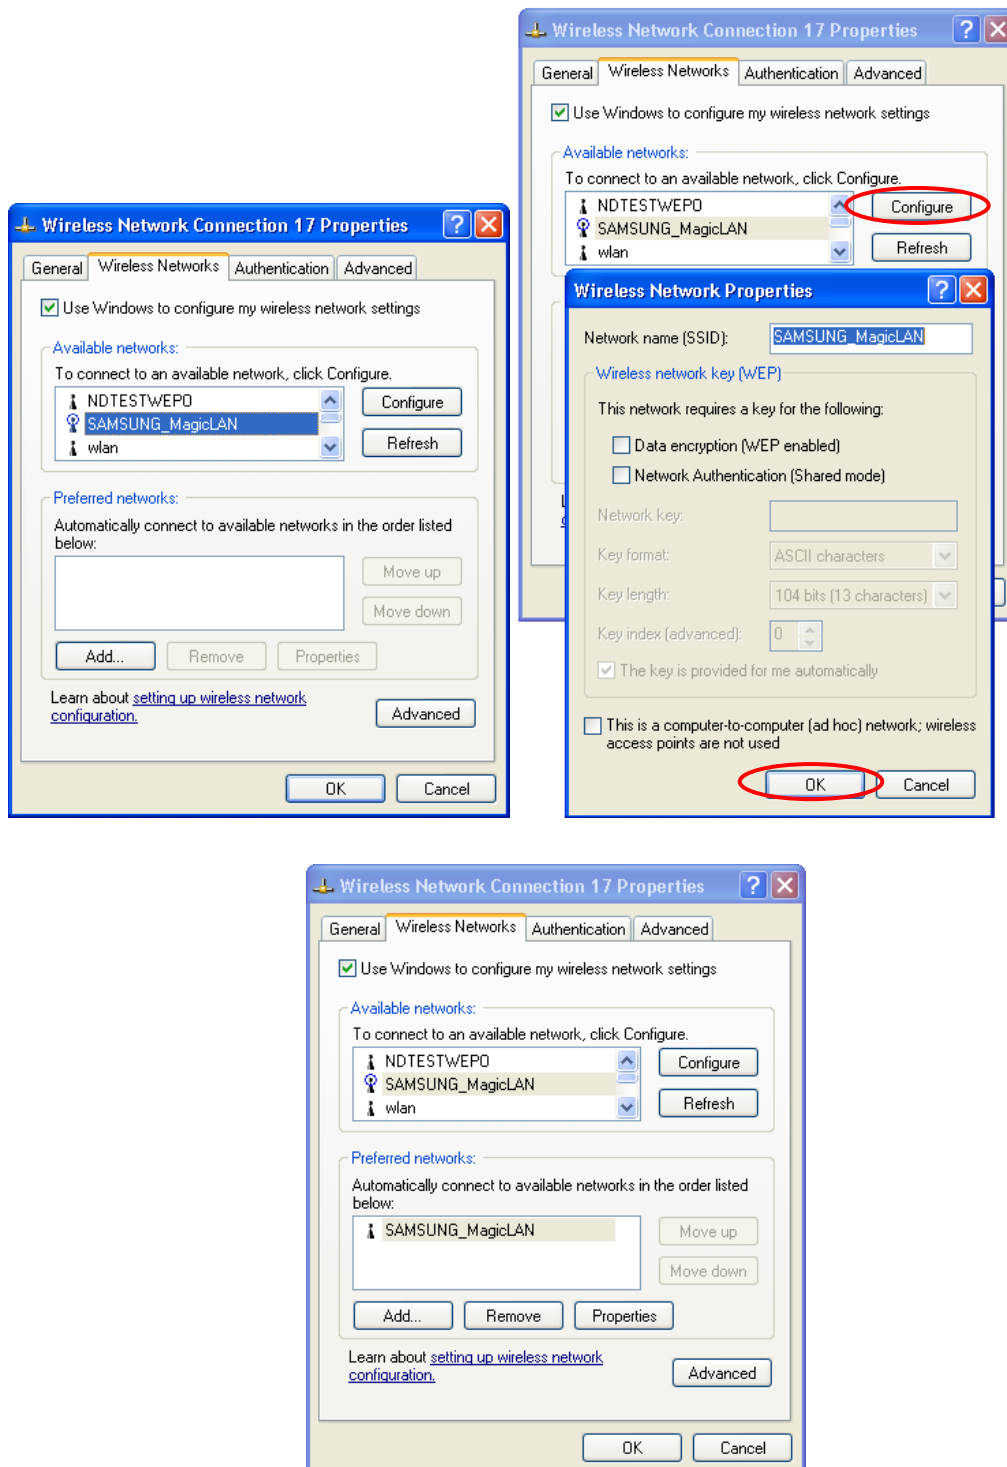 Wireless Network Connection 17 Properties
General Wireless Networks Authentication Advanced
Use Windows to configure my wireless network settings
Available networks:
To connect to an available network, click Configure.
NDTESTWEP0
SAMSUNG_MagicLAN
wlan
Configure
Refresh
Preferred networks:
Automatically connect to available networks in the order listed
below:
Move up
Move down
Add... Remove Properties
Learn about setting up wireless network
configuration.
Advanced
OK Cancel
Wireless Network Connection 17 Properties
General Wireless Networks Authentication Advanced
Use Windows to configure my wireless network settings
Available networks:
To connect to an available network, click Configure.
NDTESTWEP0
SAMSUNG_MagicLAN
wlan
Configure
Refresh
Wireless Network Properties
Network name (SSID): SAMSUNG_MagicLAN
Wireless network key (WEP)
This network requires a key for the following:
Data encryption (WEP enabled)
Network Authentication (Shared mode)
Network key:
Key format: ASCII characters
Key length: 104 bits (13 characters)
Key index (advanced): 0
The key is provided for me automatically
This is a computer-to-computer (ad hoc) network; wireless
access points are not used
OK Cancel
Wireless Network Connection 17 Properties
General Wireless Networks Authentication Advanced
Use Windows to configure my wireless network settings
Available networks:
To connect to an available network, click Configure.
NDTESTWEP0
SAMSUNG_MagicLAN
wlan
Configure
Refresh
Preferred networks:
Automatically connect to available networks in the order listed
below:
SAMSUNG_MagicLAN
Move up
Move down
Add... Remove Properties
Learn about setting up wireless network
configuration.
Advanced
OK Cancel